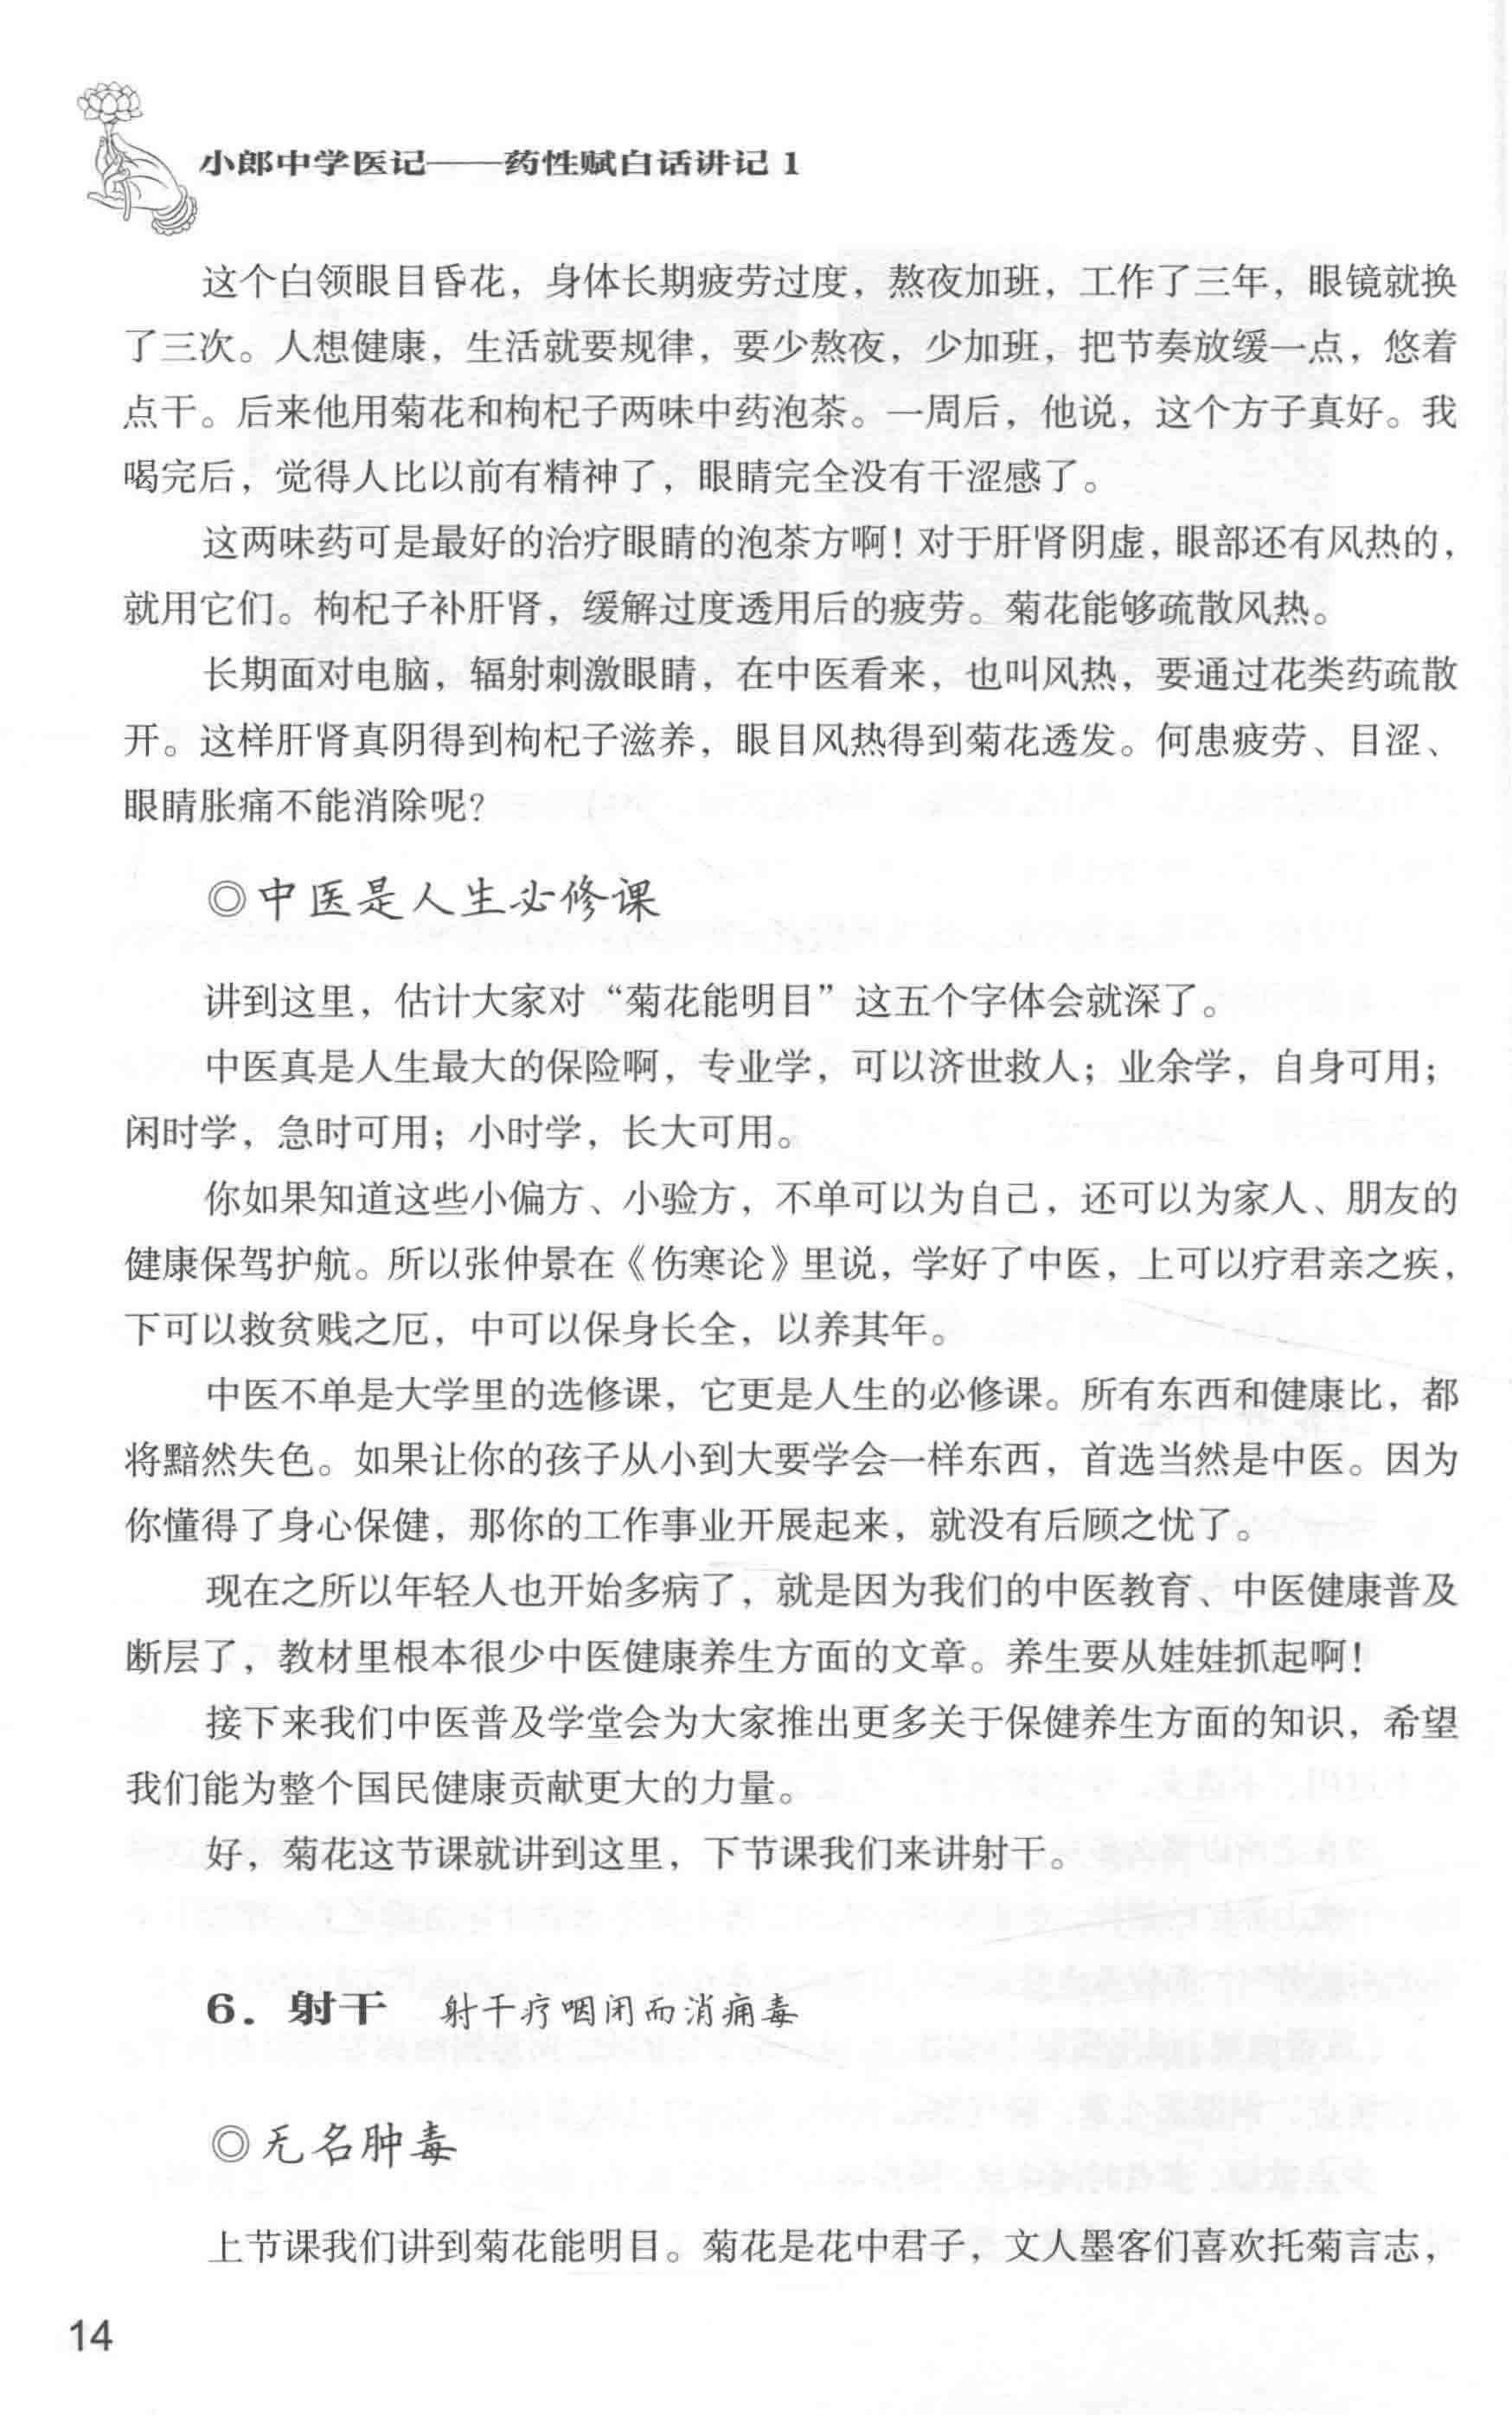 小郎中学医记——药性赋白话讲记 1
这个白领眼目昏花，身体长期疲劳过度，熬夜加班，工作了三年，眼镜就换
了三次。人想健康，生活就要规律，要少熬夜，少加班，把节奏放缓一点，悠着
点干。后来他用菊花和枸杞子两味中药泡茶。一周后，他说，这个方子真好。我
喝完后，觉得人比以前有精神了，眼睛完全没有干涩感了。
这两味药可是最好的治疗眼睛的泡茶方啊！对于肝肾阴虚，眼部还有风热的，
就用它们。枸杞子补肝肾，缓解过度透用后的疲劳。菊花能够疏散风热。
长期面对电脑，辐射刺激眼睛，在中医看来，也叫风热，要通过花类药疏散
开。这样肝肾真阴得到枸杞子滋养，眼目风热得到菊花透发。何患疲劳、目涩、
眼睛胀痛不能消除呢？
◎中医是人生必修课
讲到这里，估计大家对“菊花能明目”这五个字体会就深了。
中医真是人生最大的保险啊，专业学，可以济世救人；业余学，自身可用；
闲时学，急时可用；小时学，长大可用。
你如果知道这些小偏方、小验方，不单可以为自己，还可以为家人、朋友的
健康保驾护航。所以张仲景在《伤寒论》里说，学好了中医，上可以疗君亲之疾，
下可以救贫贱之厄，中可以保身长全，以养其年。
中医不单是大学里的选修课，它更是人生的必修课。所有东西和健康比，都
将黯然失色。如果让你的孩子从小到大要学会一样东西，首选当然是中医。因为
你懂得了身心保健，那你的工作事业开展起来，就没有后顾之忧了。
现在之所以年轻人也开始多病了，就是因为我们的中医教育、中医健康普及
断层了，教材里根本很少中医健康养生方面的文章。养生要从娃娃抓起啊！
接下来我们中医普及学堂会为大家推出更多关于保健养生方面的知识，希望
我们能为整个国民健康贡献更大的力量。
好，菊花这节课就讲到这里，下节课我们来讲射干。
6. 射干 射干疗咽闭而消痈毒
◎无名肿毒
上节课我们讲到菊花能明目。菊花是花中君子，文人墨客们喜欢托菊言志，
14